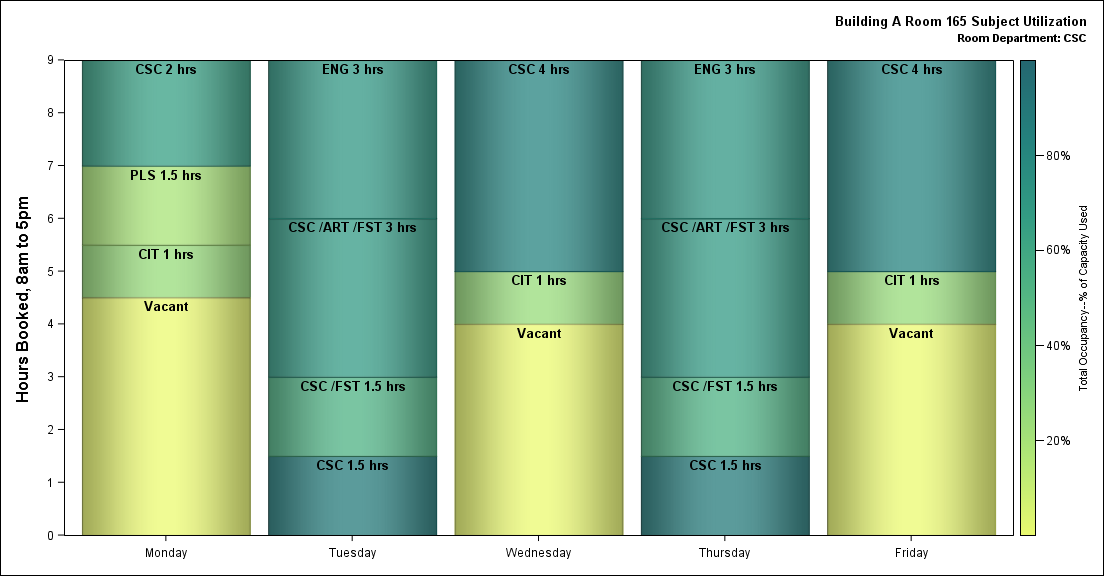 Building A Room 165 Subject Utilization
Room Department: CSC
Hours Booked, 8am to 5pm
9
8
7
6
5
4
3
2
1
0
CSC 2 hrs
PLS 1.5 hrs
CIT 1 hrs
Vacant
ENG 3 hrs
CSC /ART /FST 3 hrs
CSC /FST 1.5 hrs
CSC 1.5 hrs
CSC 4 hrs
CIT 1 hrs
Vacant
ENG 3 hrs
CSC /ART /FST 3 hrs
CSC /FST 1.5 hrs
CSC 1.5 hrs
CSC 4 hrs
CIT 1 hrs
Vacant
Monday
Tuesday
Wednesday
Thursday
Friday
80%
60%
40%
20%
Total Occupancy--% of Capacity Used